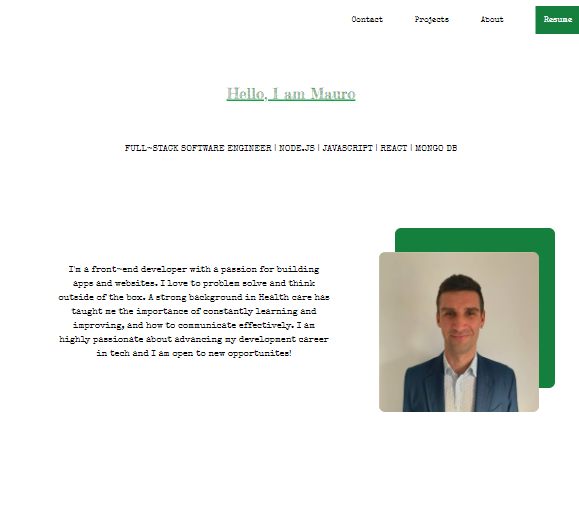 Contact Projects About Resume
Hello, I am Mauro
FULL~STACK SOFTWARE ENGINEER | NODE.JS | JAVASCRIPT | REACT | MONGO DB
I'm a front~end developer with a passion for building
apps and websites. I love to problem solve and think
outside of the box. A strong background in Health care has
taught me the importance of constantly learning and
improving, and how to communicate effectively. I am
highly passionate about advancing my development career
in tech and I am open to new opportunites!